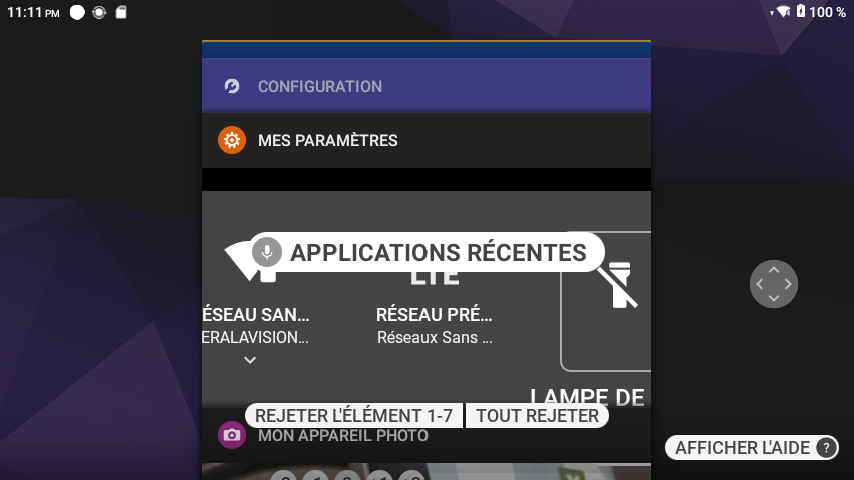 11:11 PM
100 %
CONFIGURATION
MES PARAMÈTRES
APPLICATIONS RÉCENTES
LTE
ÉSEAU SAN...
RÉSEAU PRÉ...
ERALAVISION...
Réseaux Sans ...
LAMPE DE
REJETER L'ÉLÉMENT 1-7
TOUT REJETER
MON APPAREIL PHOTO
AFFICHER L'AIDE ?